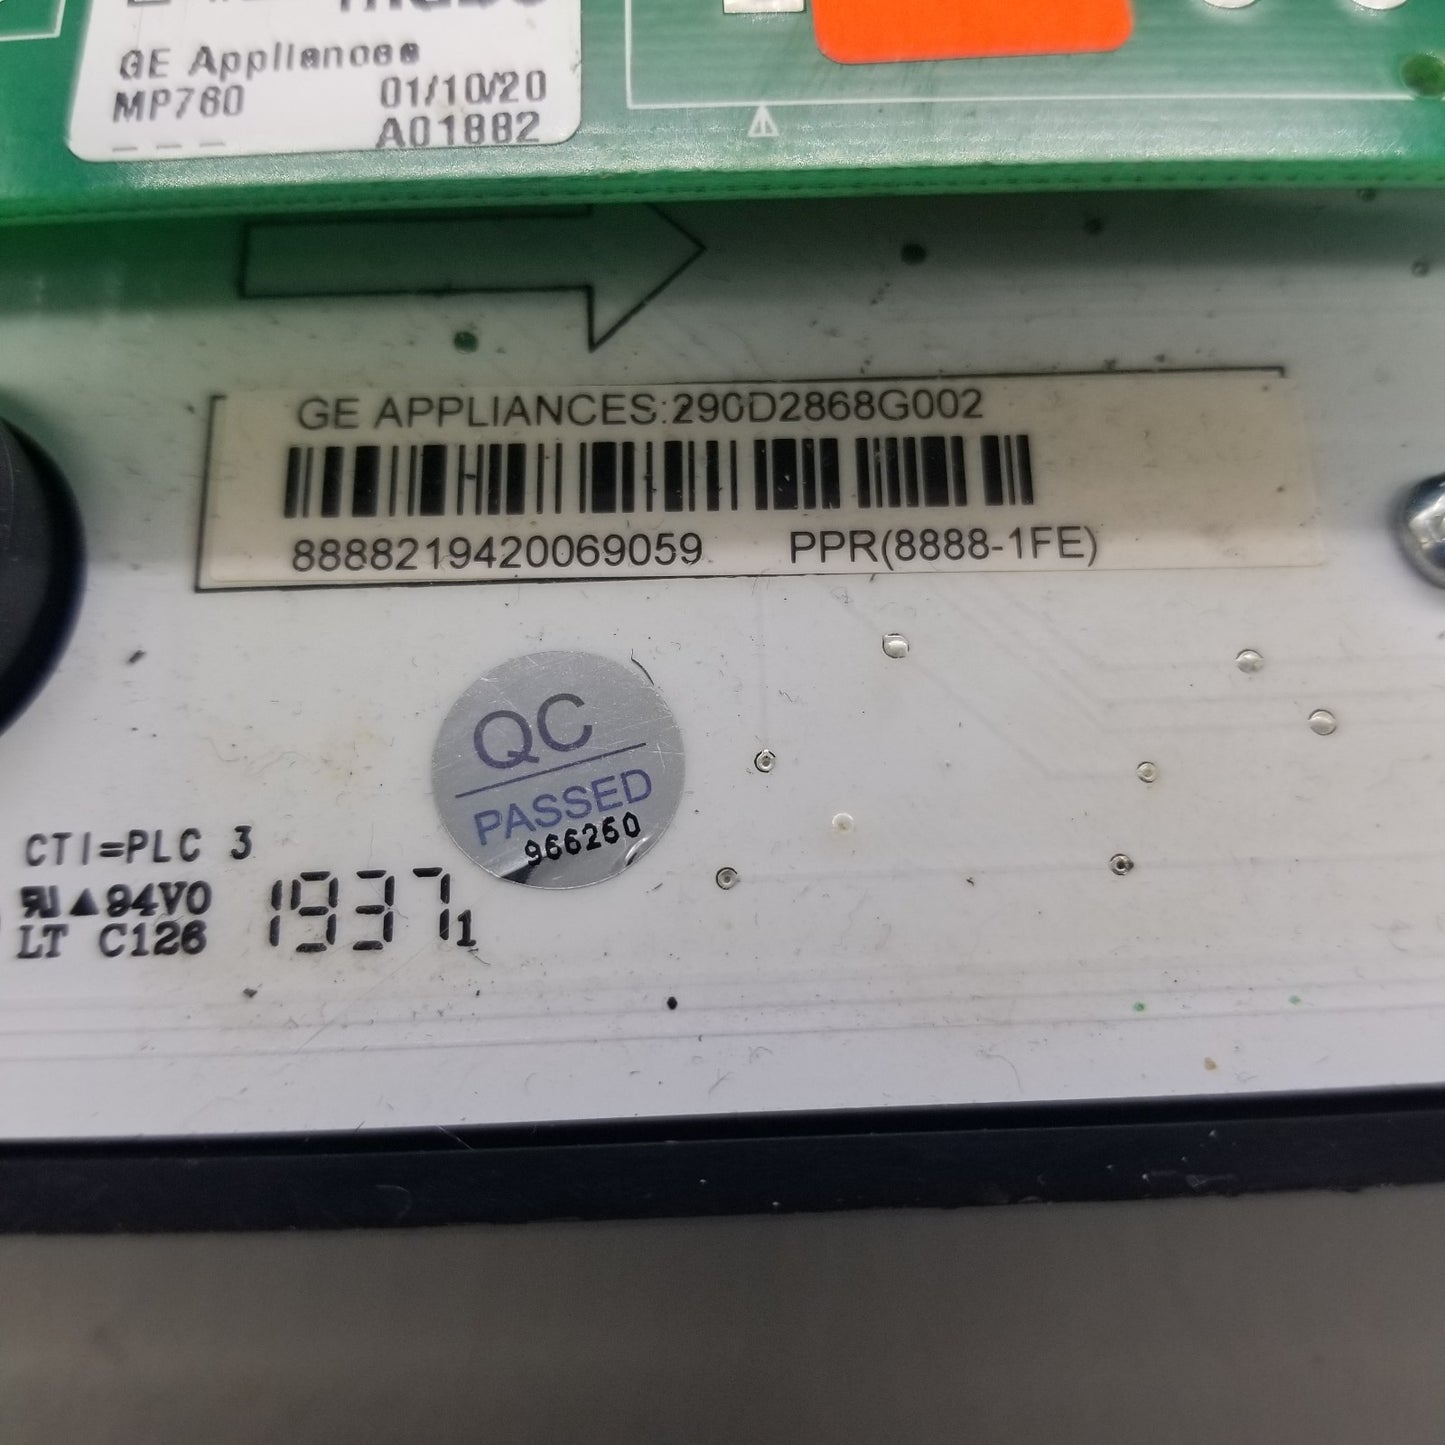 GE Appliances
MP760 01/10/20
A01882
GE APPLIANCES:290D2868G002
8888219420069059 PPR(8888-1FE)
QC
PASSED
966260
CTI=PLC 3
94V0
LT C126
1937 1